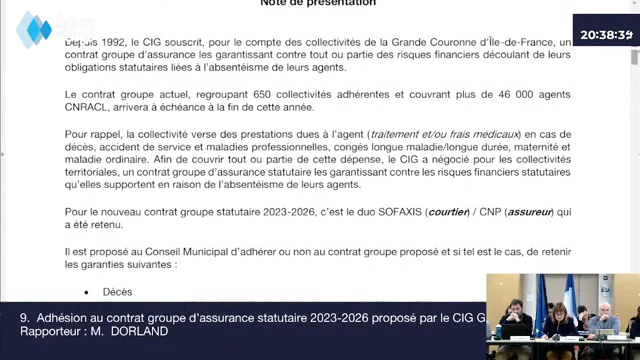 Note de présentation
20:38:39
Depuis 1992, le CIG souscrit, pour le compte des collectivités de la Grande Couronne d'Île-de-France, un
contrat groupe d'assurance les garantissant contre tout ou partie des risques financiers découlant de leurs
obligations statutaires liées à l'absentéisme de leurs agents.
Le contrat groupe actuel, regroupant 650 collectivités adhérentes et couvrant plus de 46 000 agents
CNRACL, arrivera à échéance à la fin de cette année.
Pour rappel, la collectivité verse des prestations dues à l'agent (traitement et/ou frais médicaux) en cas de
décès, accident de service et maladies professionnelles, congés longue maladie/longue durée, maternité et
maladie ordinaire. Afin de couvrir tout ou partie de cette dépense, le CIG a négocié pour les collectivités
territoriales, un contrat groupe d'assurance statutaire les garantissant contre les risques financiers statutaires
qu'elles supportent en raison de l'absentéisme de leurs agents.
Pour le nouveau contrat groupe statutaire 2023-2026, c'est le duo SOFAXIS (courtier) / CNP (assureur) qui
a été retenu.
Il est proposé au Conseil Municipal d'adhérer ou non au contrat groupe proposé et si tel est le cas, de retenir
les garanties suivantes :
• Décès
9. Adhésion au contrat groupe d'assurance statutaire 2023-2026 proposé par le CIG G
Rapporteur : M. DORLAND